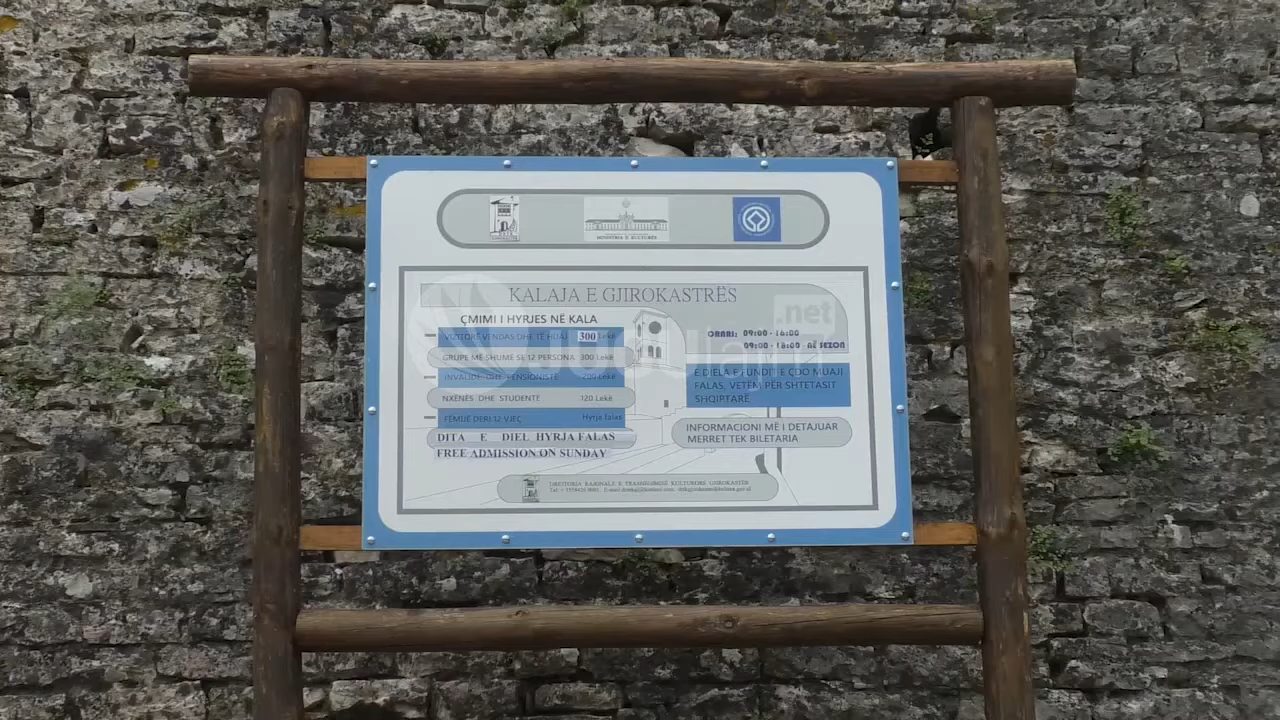 MINISTRIA E KULTURËS
KALAJA E GJIROKASTRËS
ÇMIMI I HYRJES NË KALA
VIZITORË VENDAS DHE TË HUAJ 300 Lekë
GRUPE ME SHUME SE 12 PERSONA 300 Lekë
INVALIDË DHE PENSIONISTË 200 Lekë
NXËNËS DHE STUDENTË 120 Lekë
FËMIJË DERI 12 VJEÇ Hyrje falas
DITA E DIEL HYRJA FALAS
FREE ADMISSION ON SUNDAY
ORARI: 09:00 - 16:00
09:00 - 18:00 - NË SEZON
E DIELA E FUNDIT E ÇDO MUAJI
FALAS, VETËM PËR SHTETASIT
SHQIPTARË
INFORMACIONI MË I DETAJUAR
MERRET TEK BILETARIA
DREJTORIA RAJONALE E TRASHËGIMISË KULTURORE GJIROKASTËR
.net